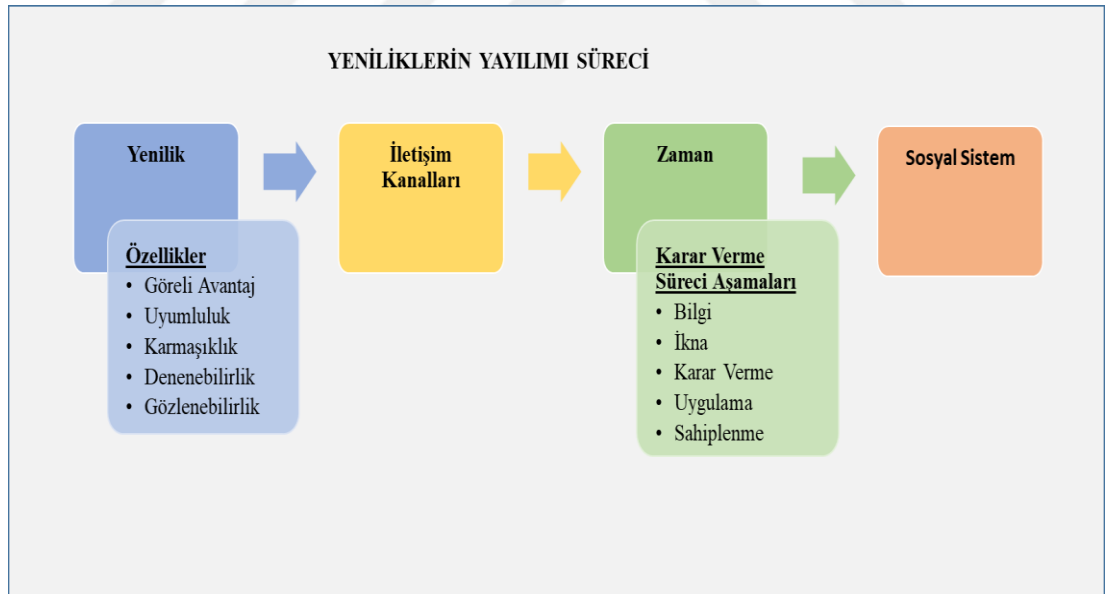 YENİLİKLERİN YAYILIMI SÜRECİ
Yenilik
Özellikler
• Göreli Avantaj
• Uyumluluk
• Karmaşıklık
• Denenebilirlik
• Gözlenebilirlik
İletişim
Kanalları
Zaman
Karar Verme
Süreci Aşamaları
• Bilgi
• İkna
• Karar Verme
• Uygulama
• Sahiplenme
Sosyal Sistem